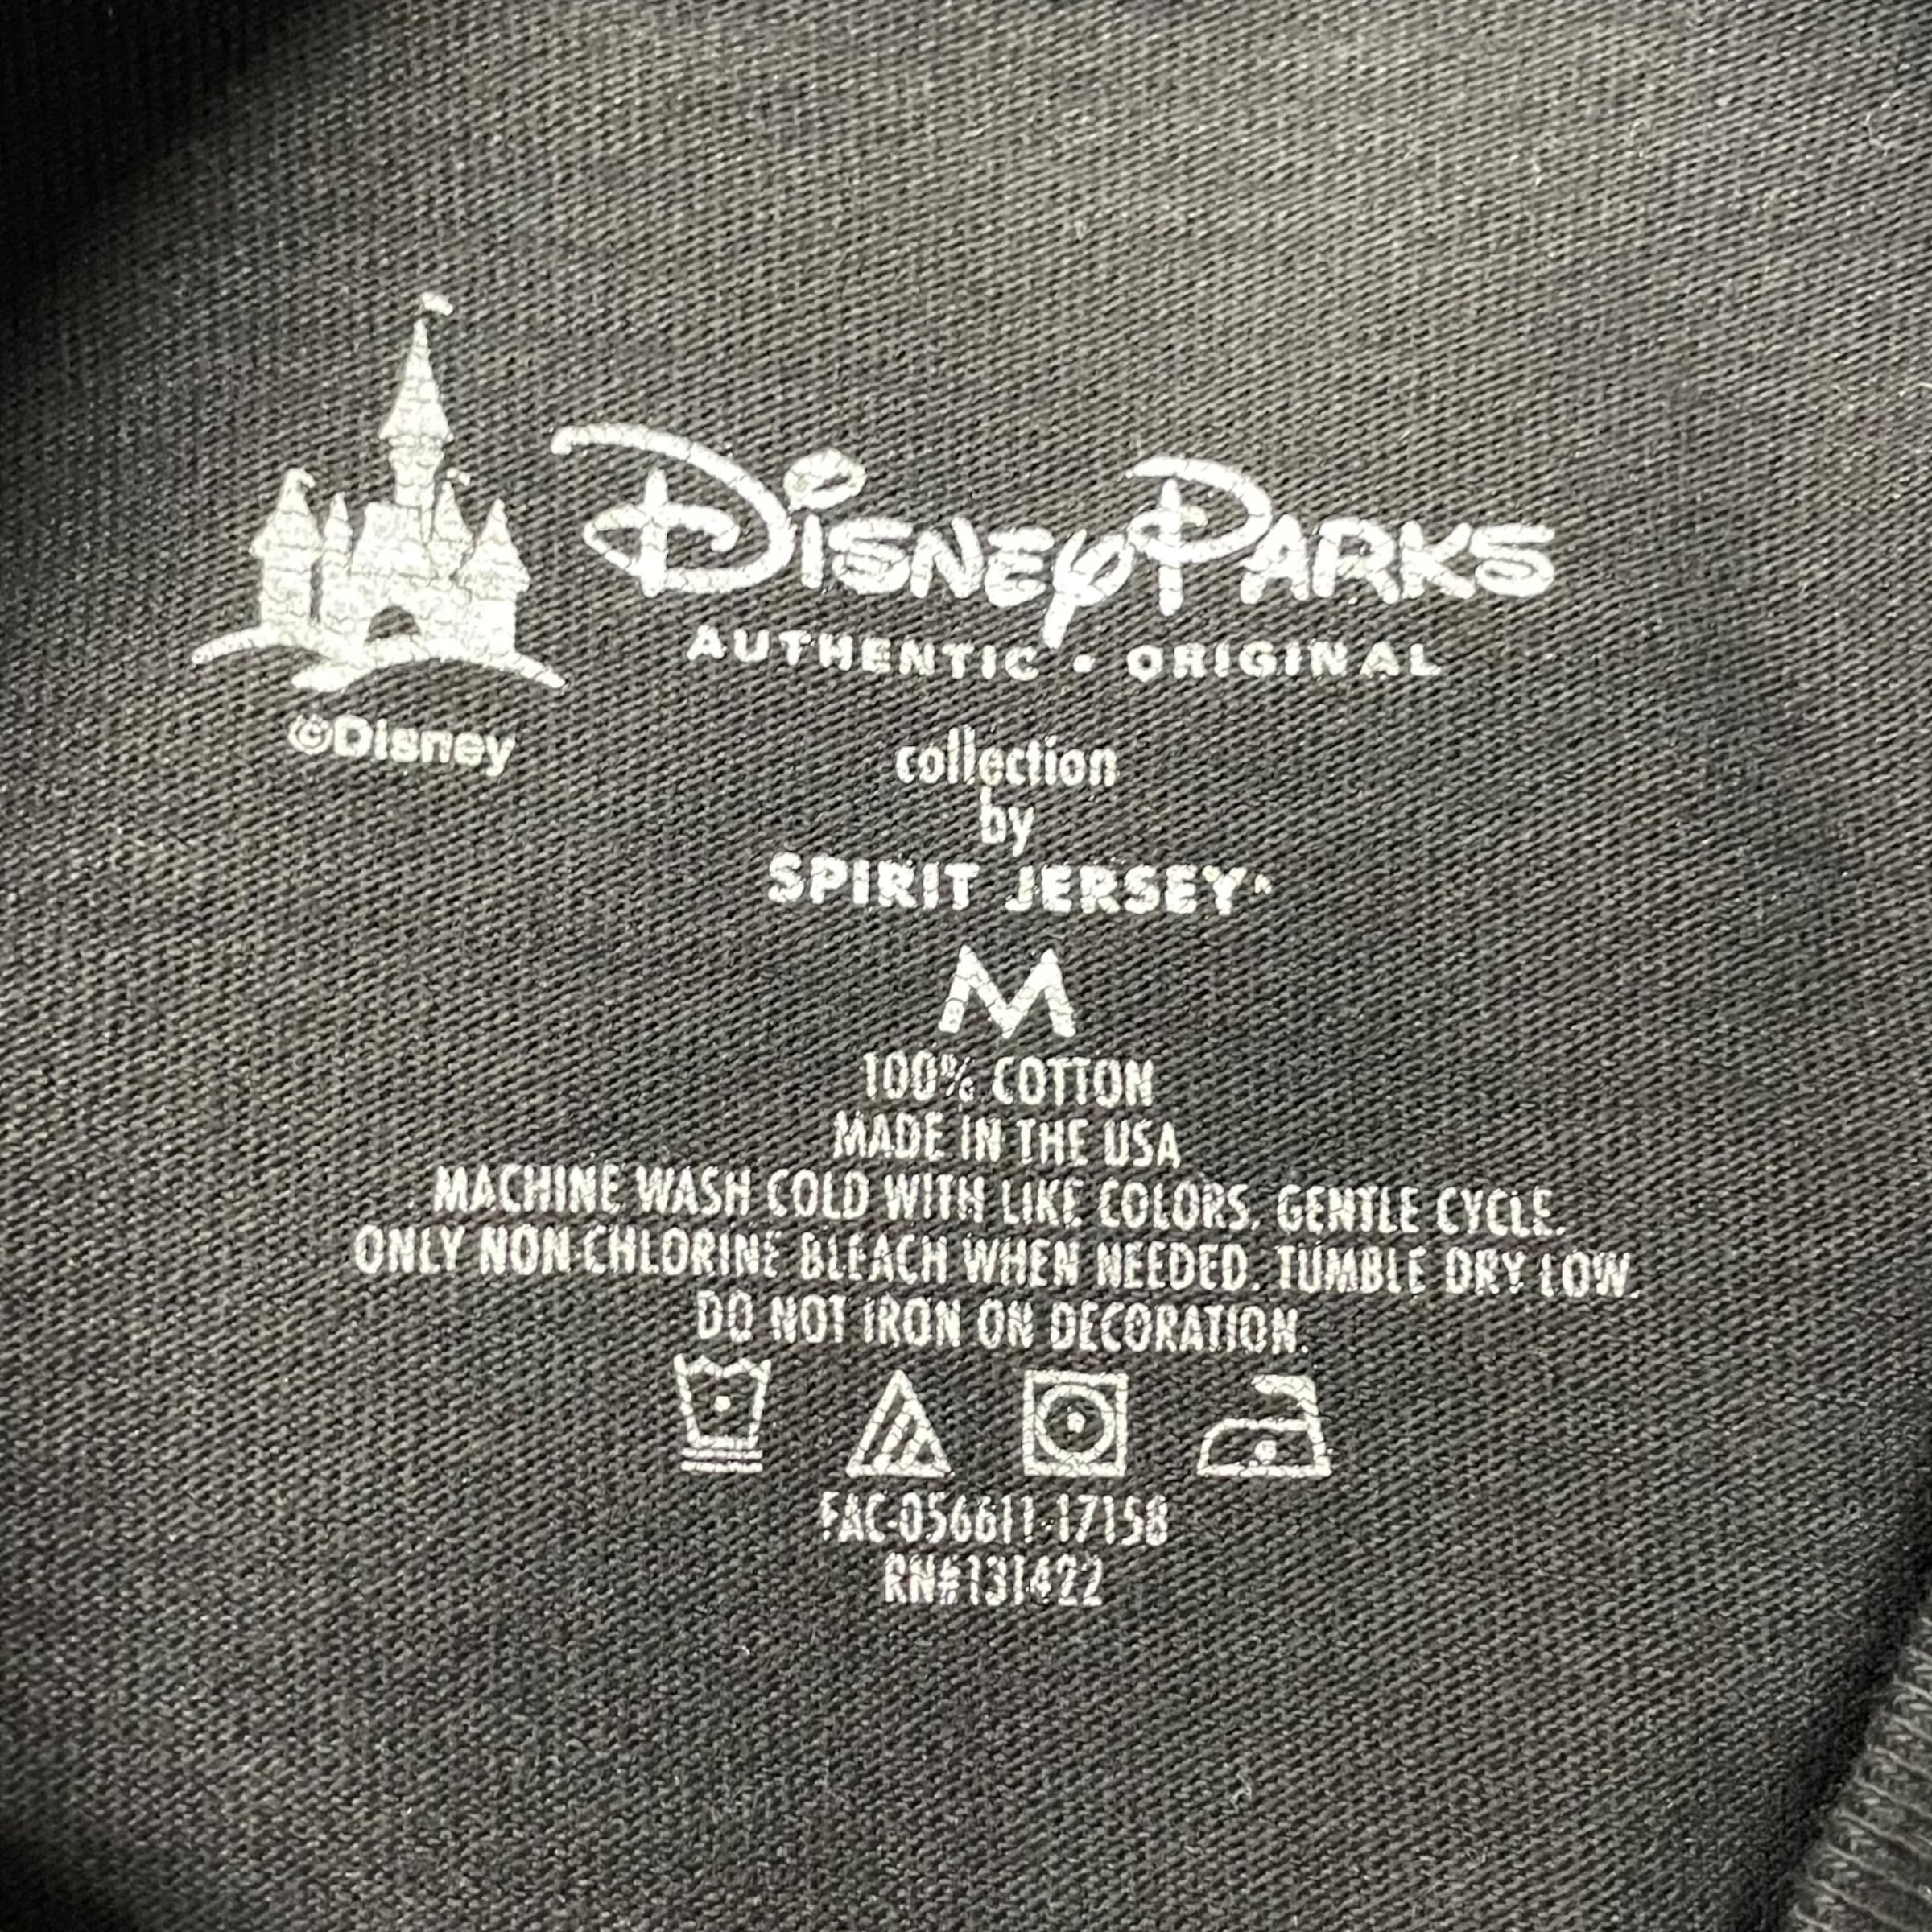 DISNEY PARKS
AUTHENTIC • ORIGINAL
©Disney
collection
by
SPIRIT JERSEY
M
100% COTTON
MADE IN THE USA
MACHINE WASH COLD WITH LIKE COLORS. GENTLE CYCLE.
ONLY NON-CHLORINE BLEACH WHEN NEEDED. TUMBLE DRY LOW.
DO NOT IRON ON DECORATION.
FAC-056611-17158
RN#131422